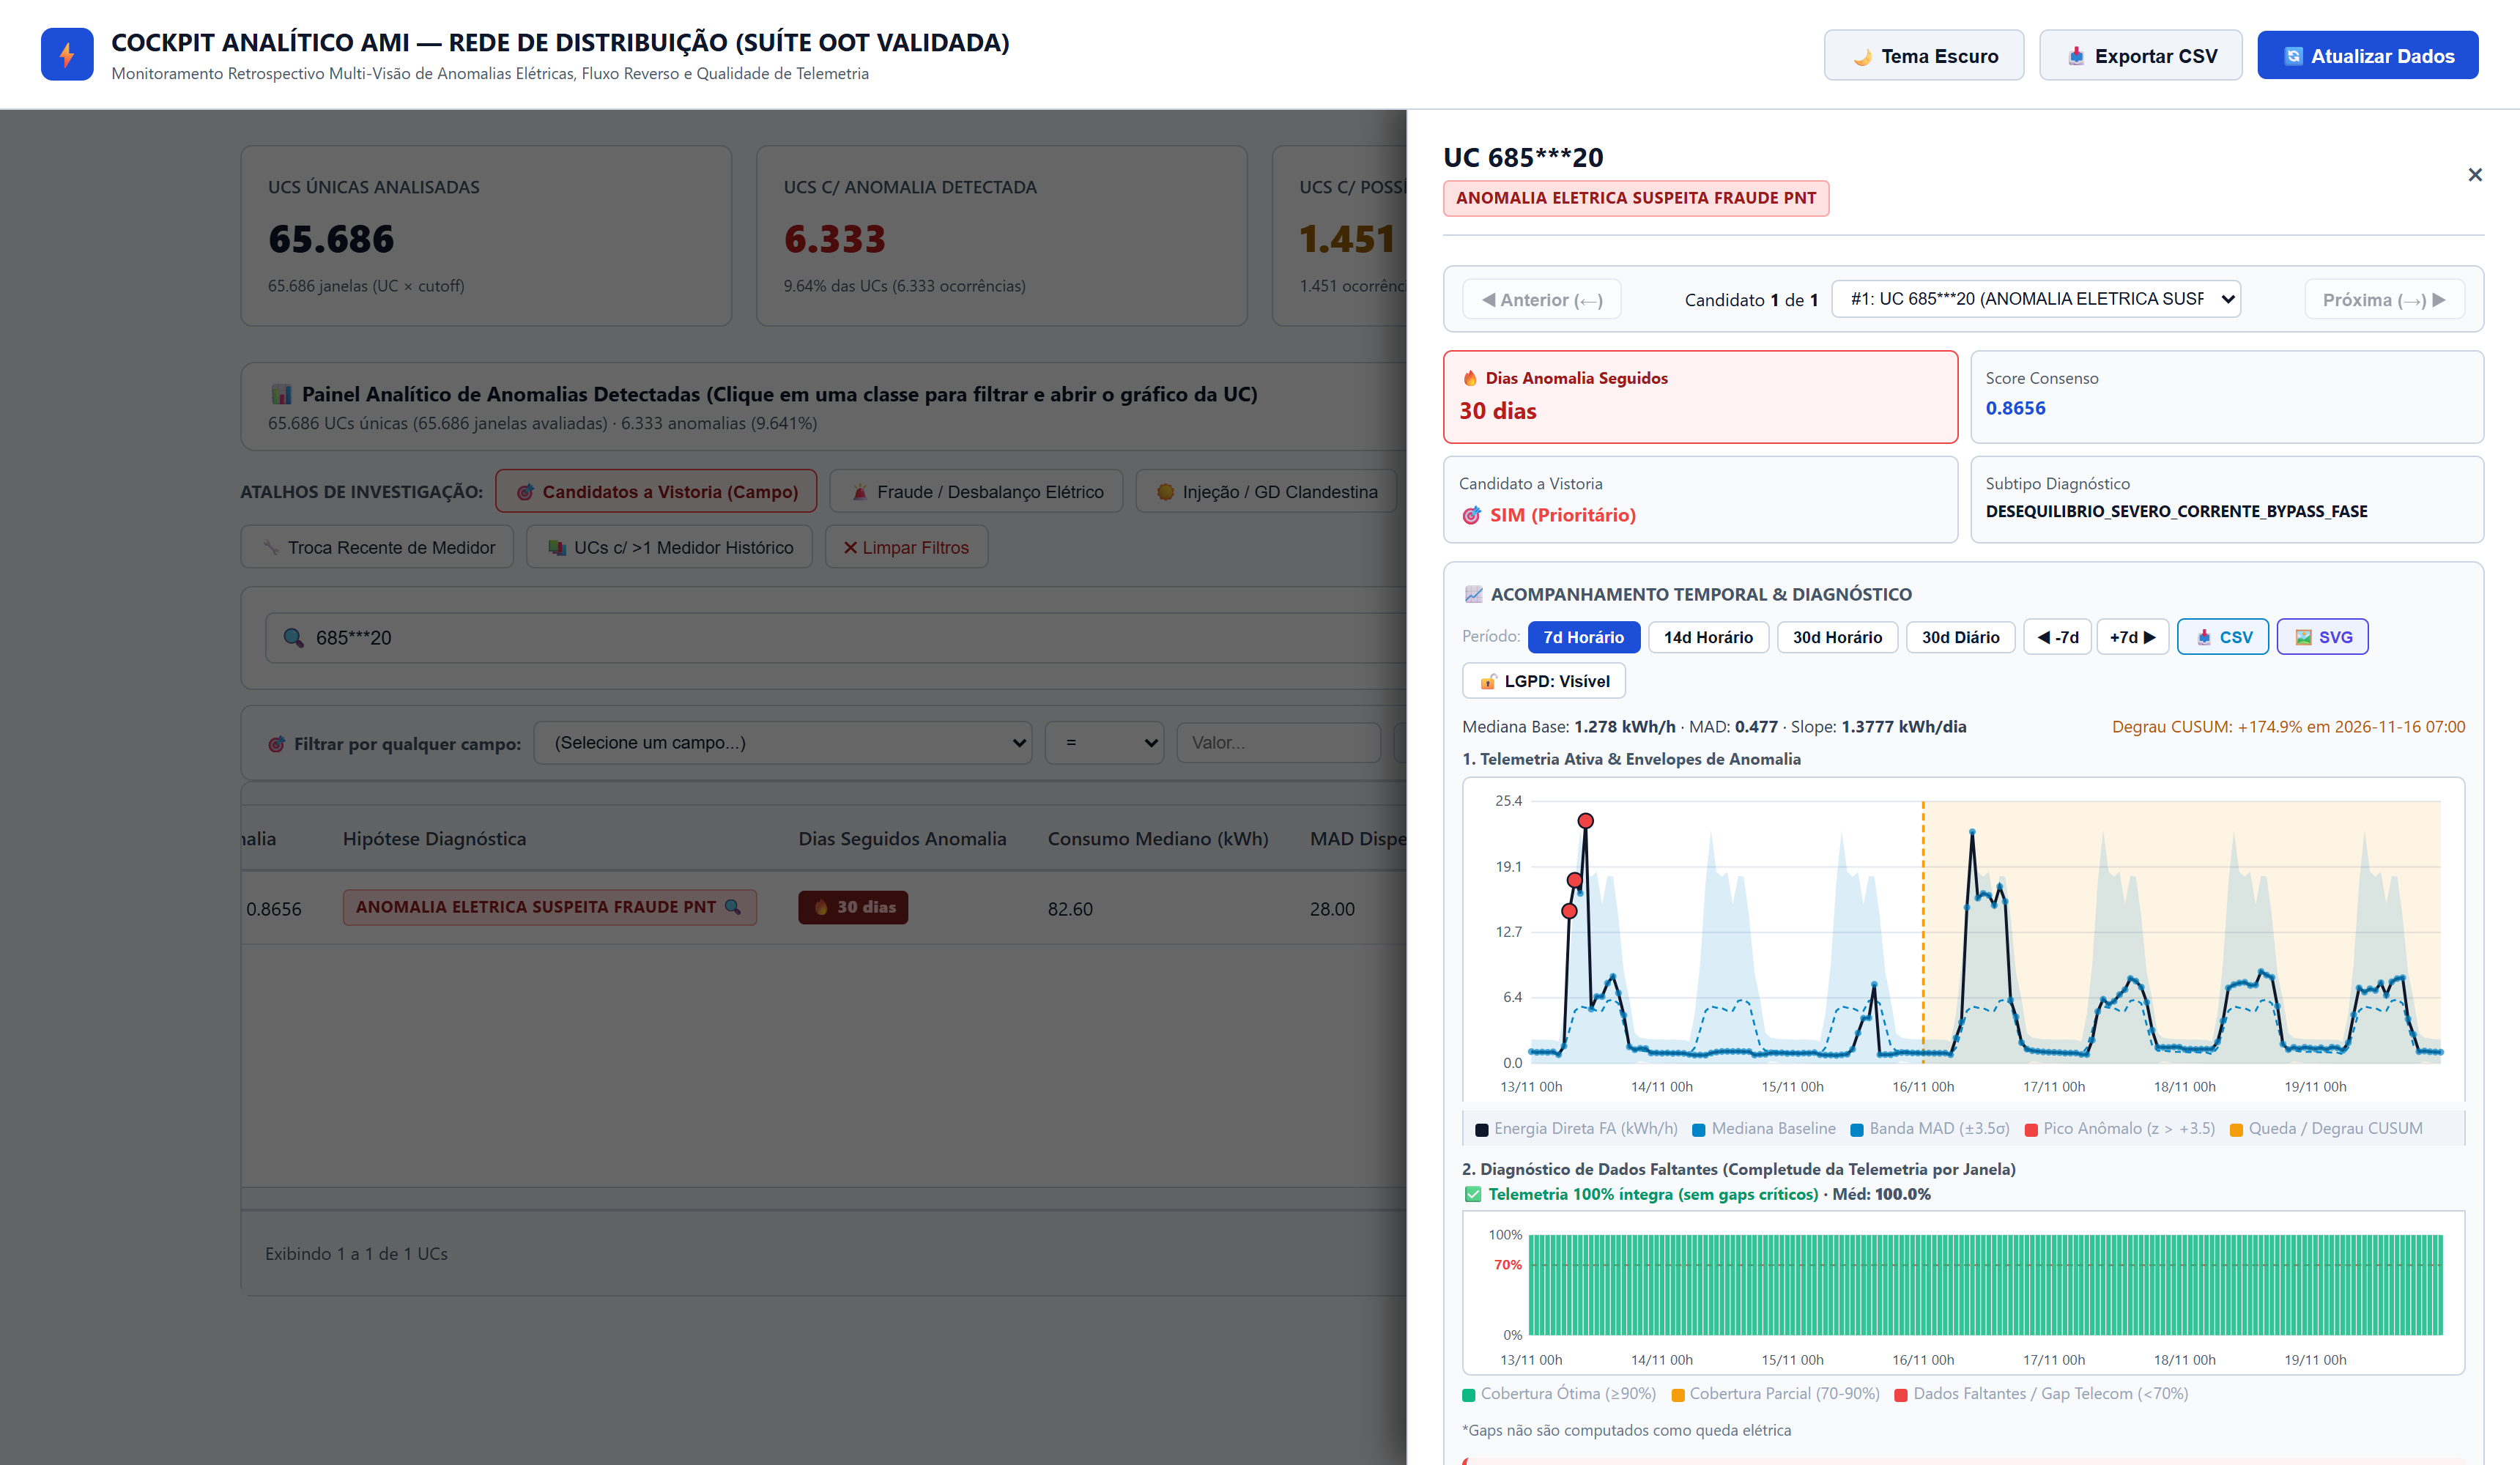 COCKPIT ANALÍTICO AMI — REDE DE DISTRIBUIÇÃO (SUÍTE OOT VALIDADA)
Monitoramento Retrospectivo Multi-Visão de Anomalias Elétricas, Fluxo Reverso e Qualidade de Telemetria
Tema Escuro
Exportar CSV
Atualizar Dados
UCS ÚNICAS ANALISADAS
65.686
65.686 janelas (UC × cutoff)
UCS C/ ANOMALIA DETECTADA
6.333
9.64% das UCs (6.333 ocorrências)
UCS C/
1.451
1.451
Painel Analítico de Anomalias Detectadas (Clique em uma classe para filtrar e abrir o gráfico da UC)
65.686 UCs únicas (65.686 janelas avaliadas) · 6.333 anomalias (9.641%)
ATALHOS DE INVESTIGAÇÃO:
Candidatos a Vistoria (Campo)
Fraude / Desbalanço Elétrico
Injeção / GD Clandestina
Troca Recente de Medidor
UCs c/ >1 Medidor Histórico
✕ Limpar Filtros
685***20
Filtrar por qualquer campo:
(Selecione um campo...)
=
Valor...
Hipótese Diagnóstica
Dias Seguidos Anomalia
Consumo Mediano (kWh)
MAD
0.8656
ANOMALIA ELETRICA SUSPEITA FRAUDE PNT
30 dias
82.60
28.00
Exibindo 1 a 1 de 1 UCs
UC 685***20
×
ANOMALIA ELETRICA SUSPEITA FRAUDE PNT
◀ Anterior (←)
Candidato 1 de 1
#1: UC 685***20 (ANOMALIA ELETRICA
Próxima (→) ▶
Dias Anomalia Seguidos
30 dias
Score Consenso
0.8656
Candidato a Vistoria
SIM (Prioritário)
Subtipo Diagnóstico
DESEQUILIBRIO_SEVERO_CORRENTE_BYPASS_FASE
ACOMPANHAMENTO TEMPORAL & DIAGNÓSTICO
Período:
7d Horário
14d Horário
30d Horário
30d Diário
◀ -7d
+7d ▶
CSV
SVG
LGPD: Visível
Mediana Base: 1.278 kWh/h · MAD: 0.477 · Slope: 1.3777 kWh/dia
Degrau CUSUM: +174.9% em 2026-11-16 07:00
1. Telemetria Ativa & Envelopes de Anomalia
25.4
19.1
12.7
6.4
0.0
13/11 00h
14/11 00h
15/11 00h
16/11 00h
17/11 00h
18/11 00h
19/11 00h
Energia Direta FA (kWh/h)
Mediana Baseline
Banda MAD (±3.5σ)
Pico Anômalo (z > +3.5)
Queda / Degrau CUSUM
2. Diagnóstico de Dados Faltantes (Completude da Telemetria por Janela)
Telemetria 100% íntegra (sem gaps críticos) · Méd: 100.0%
100%
70%
0%
13/11 00h
14/11 00h
15/11 00h
16/11 00h
17/11 00h
18/11 00h
19/11 00h
Cobertura Ótima (≥90%)
Cobertura Parcial (70-90%)
Dados Faltantes / Gap Telecom (<70%)
*Gaps não são computados como queda elétrica